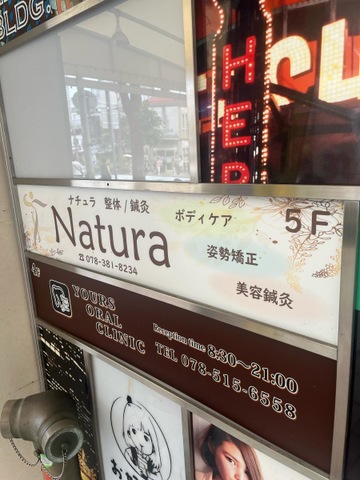 BLDG.
HER
ナチュラ 整体/鍼灸
Natura
☎078-381-8234
ボディケア
姿勢矯正
美容鍼灸
5F
YOURS
ORAL
CLINIC
Reception time 8:30~21:00
TEL 078-515-6558